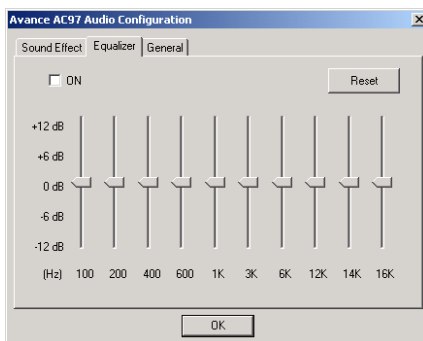 Avance AC97 Audio Configuration
Sound Effect Equalizer General
ON Reset
+12 dB
+6 dB
0 dB
-6 dB
-12 dB
(Hz) 100 200 400 600 1K 3K 6K 12K 14K 16K
OK